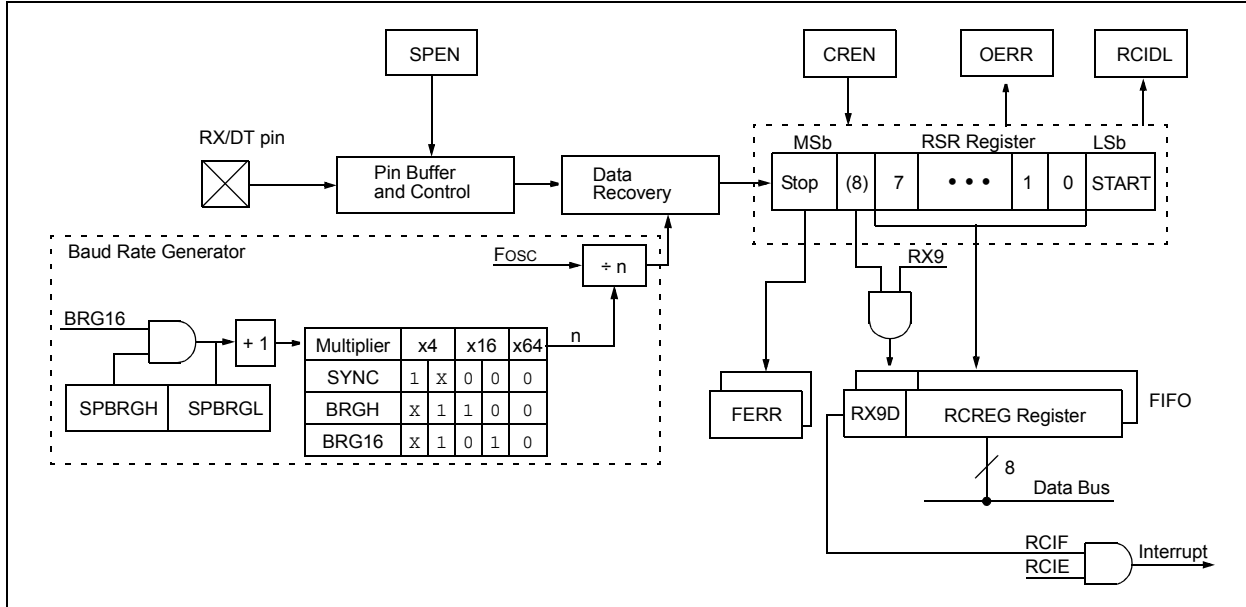 SPEN
CREN
OERR
RCIDL
RX/DT pin
Pin Buffer
and Control
Data
Recovery
MSb RSR Register LSb
Stop (8) 7 • • • 1 0 START
Baud Rate Generator
FOSC
÷ n
RX9
BRG16
+ 1
n
Multiplier x4 x16 x64
SYNC 1 X 0 0 0
BRGH X 1 1 0 0
BRG16 X 1 0 1 0
SPBRGH SPBRGL
FERR
RX9D RCREG Register
FIFO
8
Data Bus
RCIF
RCIE
Interrupt